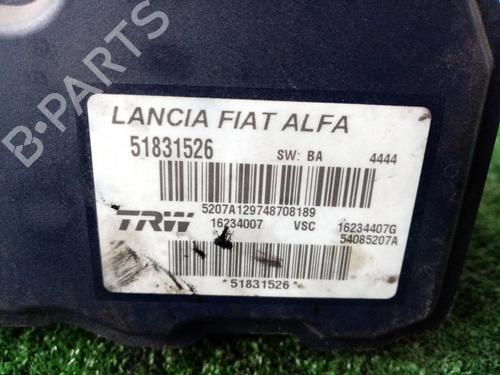 B-PARTS
LANCIA FIAT ALFA
51831526
SW: BA 4444
5207A129748708189
TRW 16234007 VSC 16234407G
54085207A
*51831526*